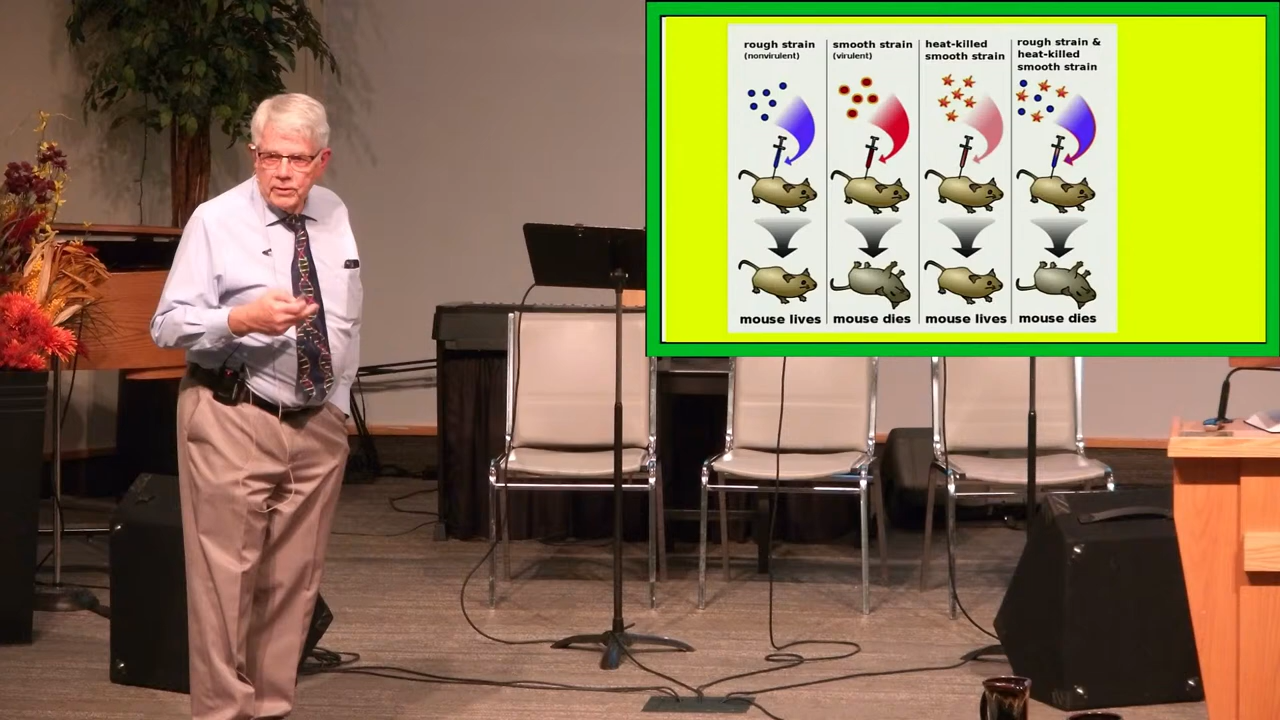 rough strain
(nonvirulent)
smooth strain
(virulent)
heat-killed
smooth strain
rough strain &
heat-killed
smooth strain
mouse lives
mouse dies
mouse lives
mouse dies